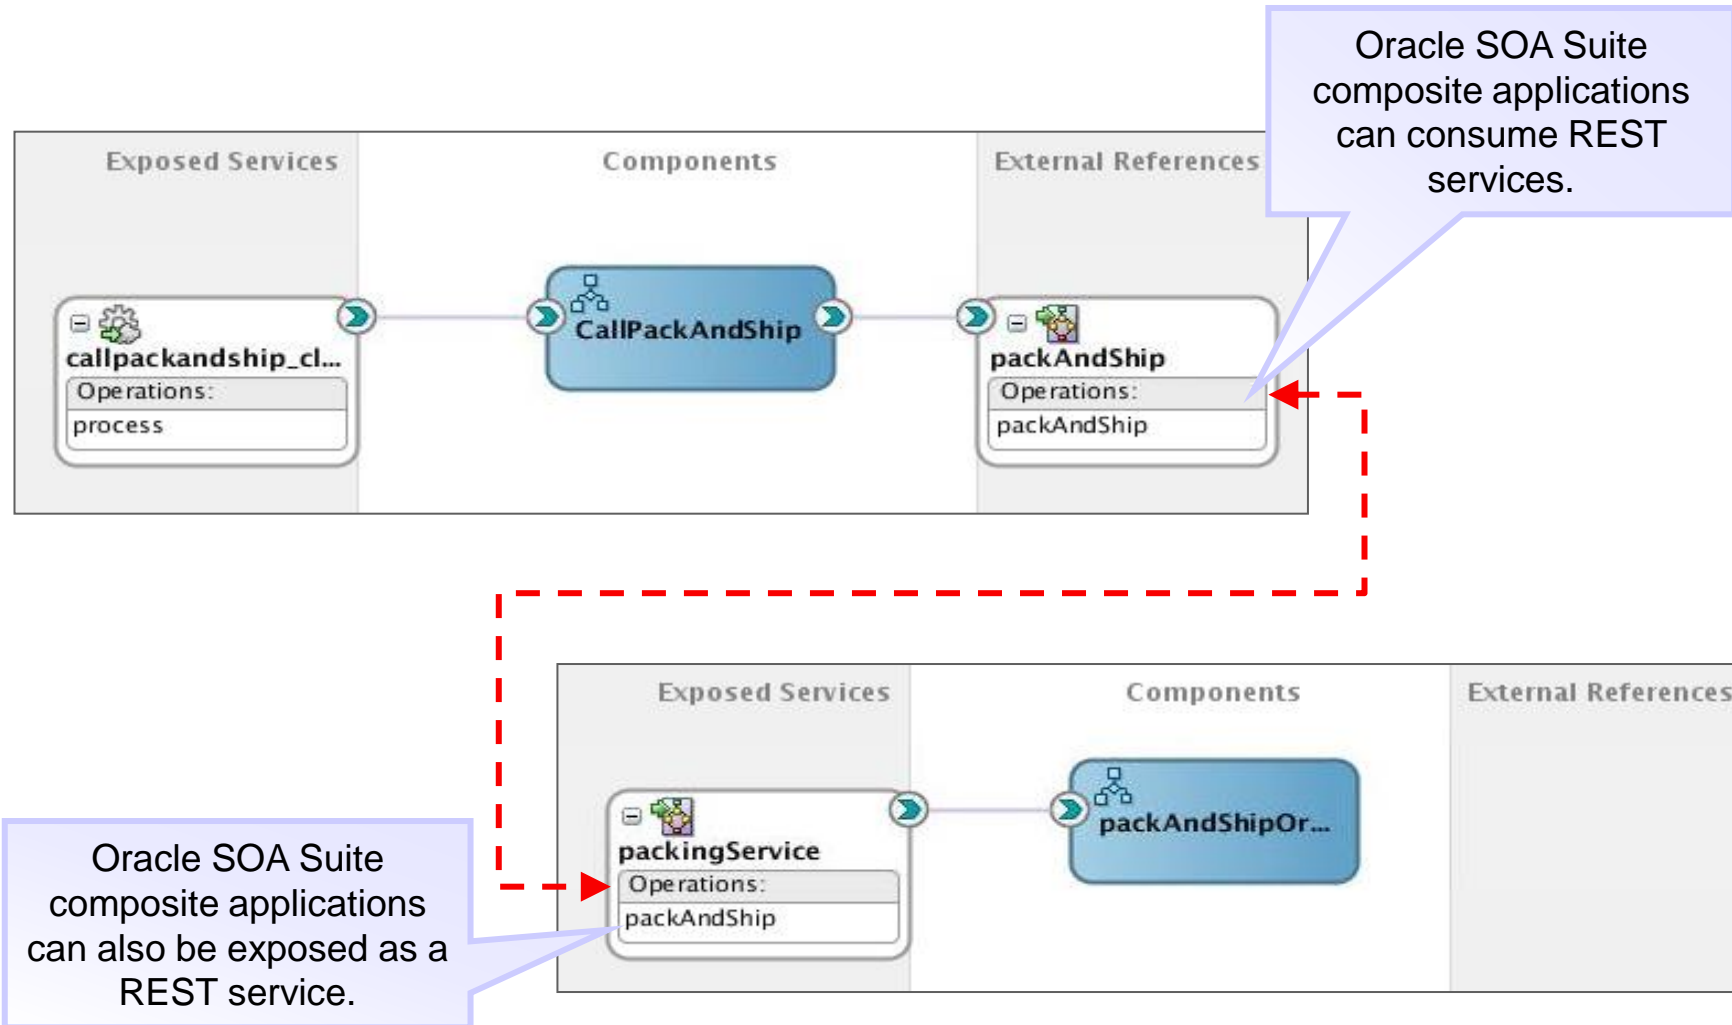 Oracle SOA Suite
composite applications
can consume REST
services.
Exposed Services
Components
External References
callpackandship_cl...
Operations:
process
CallPackAndShip
packAndShip
Operations:
packAndShip
Exposed Services
Components
External References
packingService
Operations:
packAndShip
packAndShipOr...
Oracle SOA Suite
composite applications
can also be exposed as a
REST service.